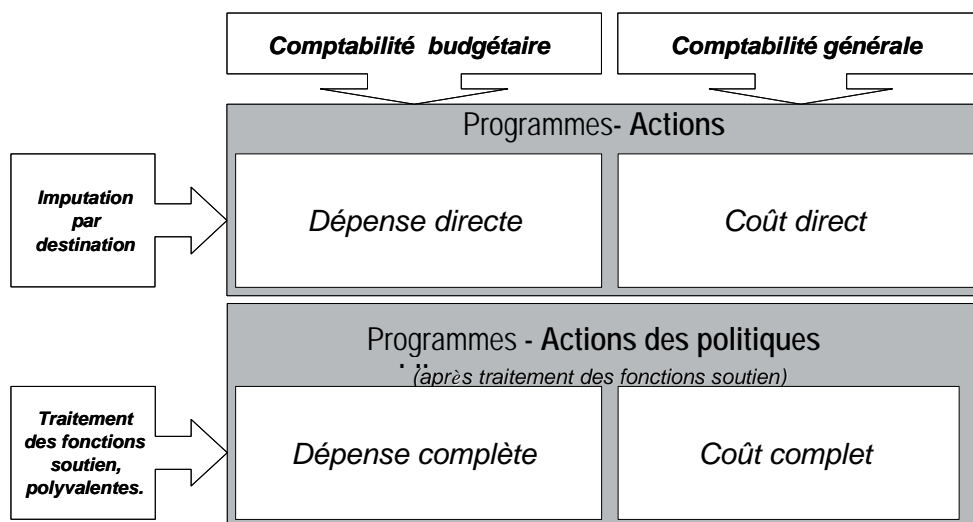 Comptabilité budgétaire
Comptabilité générale
Programmes- Actions
Imputation
par
destination
Dépense directe
Coût direct
Programmes - Actions des politiques
(après traitement des fonctions soutien)
Traitement
des fonctions
soutien,
polyvalentes.
Dépense complète
Coût complet